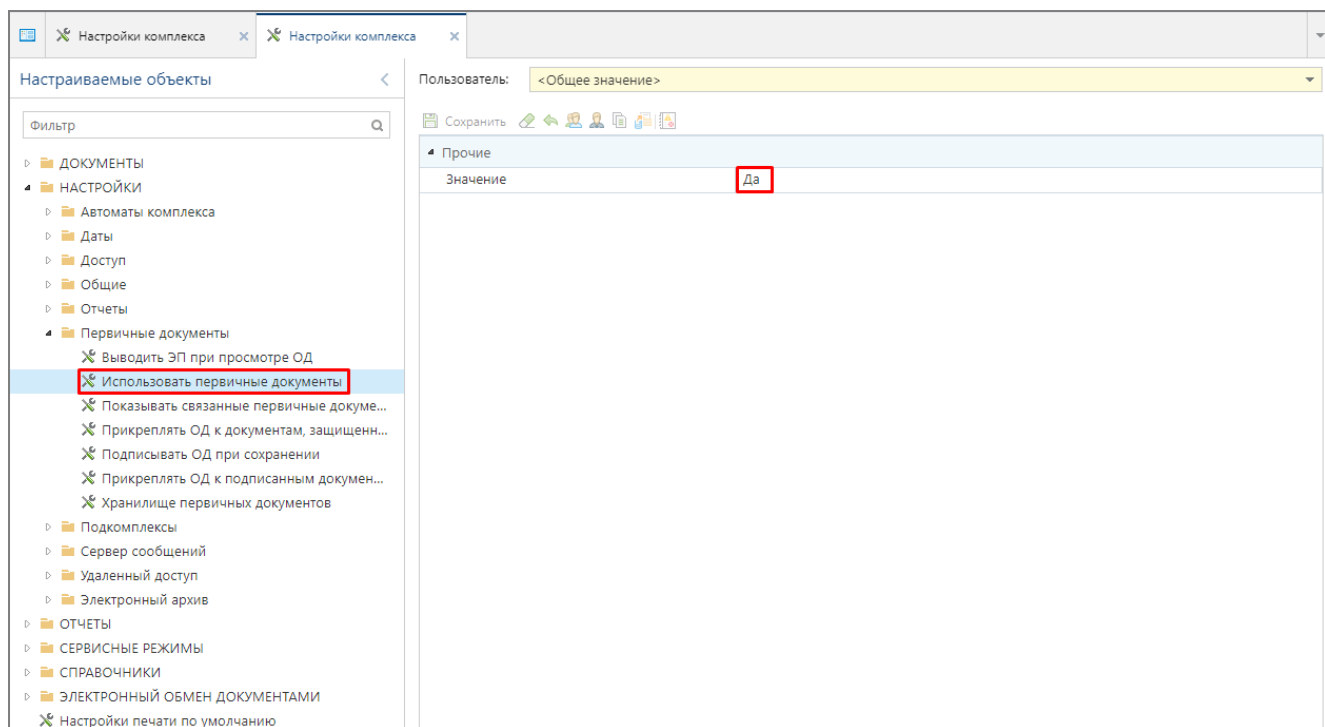 Настройки комплекса
Настройки комплекса
Настраиваемые объекты
Пользователь: <Общее значение>
Фильтр
Сохранить
Прочие
Значение Да
ДОКУМЕНТЫ
НАСТРОЙКИ
Автоматы комплекса
Даты
Доступ
Общие
Отчеты
Первичные документы
Выводить ЭП при просмотре ОД
Использовать первичные документы
Показывать связанные первичные докуме...
Прикреплять ОД к документам, защищенн...
Подписывать ОД при сохранении
Прикреплять ОД к подписанным докумен...
Хранилище первичных документов
Подкомплексы
Сервер сообщений
Удаленный доступ
Электронный архив
ОТЧЕТЫ
СЕРВИСНЫЕ РЕЖИМЫ
СПРАВОЧНИКИ
ЭЛЕКТРОННЫЙ ОБМЕН ДОКУМЕНТАМИ
Настройки печати по умолчанию